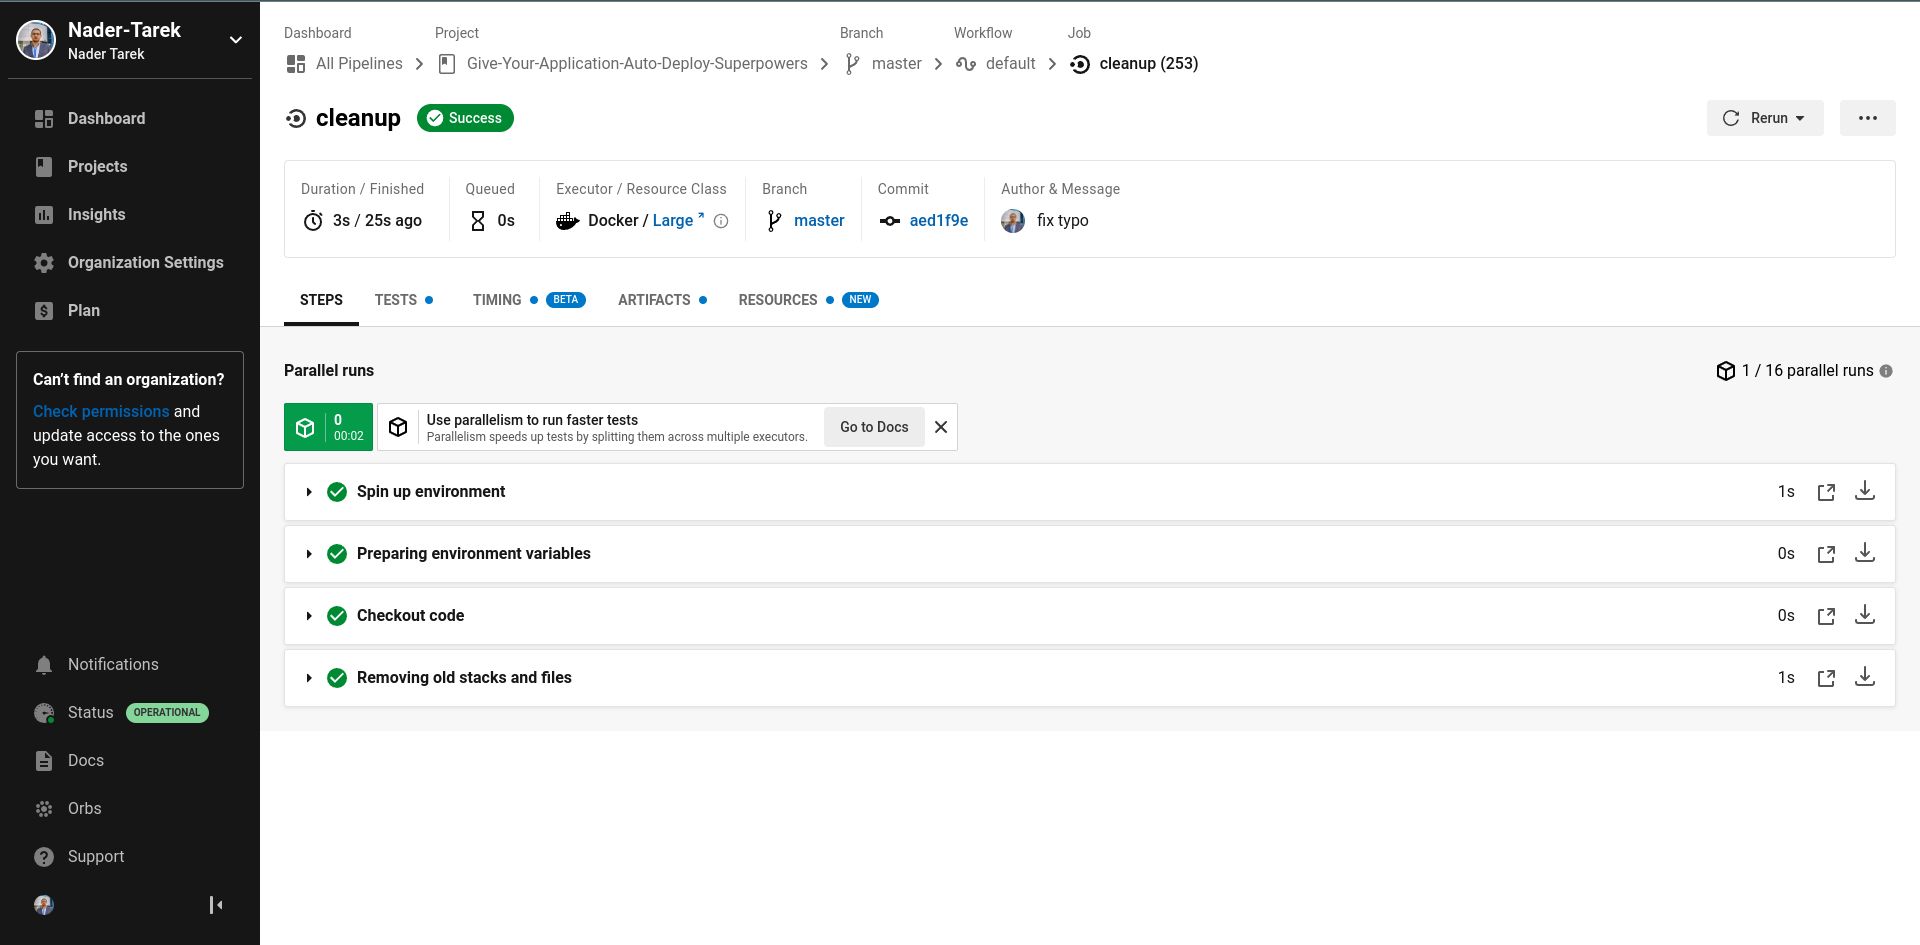 Nader-Tarek
Nader Tarek
Dashboard
Projects
Insights
Organization Settings
Plan
Can't find an organization?
Check permissions and
update access to the ones
you want.
Notifications
Status OPERATIONAL
Docs
Orbs
Support
Dashboard Project Branch Workflow Job
All Pipelines Give-Your-Application-Auto-Deploy-Superpowers master default cleanup (253)
cleanup Success Rerun
Duration / Finished Queued Executor / Resource Class Branch Commit Author & Message
3s / 25s ago 0s Docker / Large master aed1f9e fix typo
STEPS TESTS TIMING BETA ARTIFACTS RESOURCES NEW
Parallel runs 1 / 16 parallel runs
0
00:02
Use parallelism to run faster tests
Parallelism speeds up tests by splitting them across multiple executors.
Go to Docs
Spin up environment 1s
Preparing environment variables 0s
Checkout code 0s
Removing old stacks and files 1s